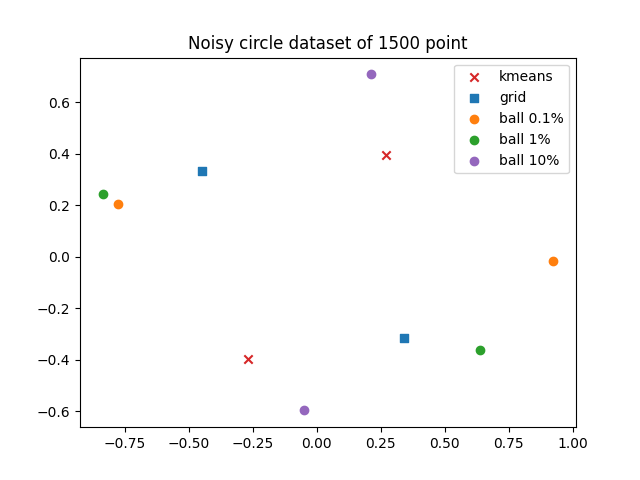 Noisy circle dataset of 1500 point
kmeans
grid
ball 0.1%
ball 1%
ball 10%
0.6
0.4
0.2
0.0
−0.2
−0.4
−0.6
−0.75 −0.50 −0.25 0.00 0.25 0.50 0.75 1.00